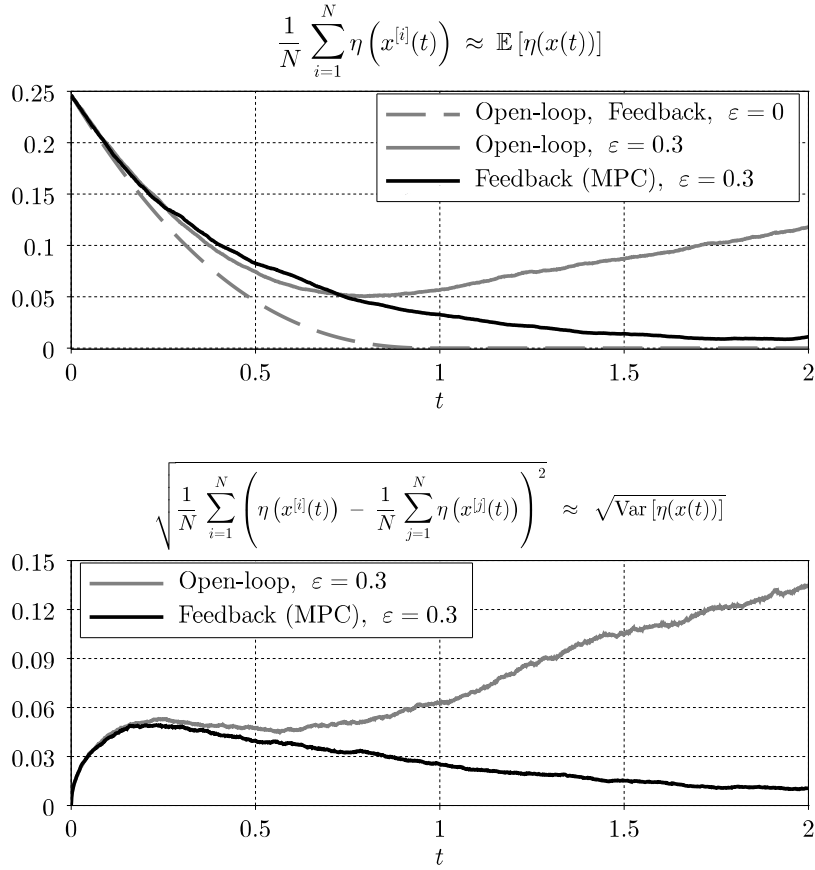 1/N ∑_{i=1}^{N} η(x^{[i]}(t)) ≈ 𝔼[η(x(t))]
0.25
0.2
0.15
0.1
0.05
0
Open-loop, Feedback, ε = 0
Open-loop, ε = 0.3
Feedback (MPC), ε = 0.3
0 0.5 1 1.5 2
t
√(1/N ∑_{i=1}^{N} (η(x^{[i]}(t)) − 1/N ∑_{j=1}^{N} η(x^{[j]}(t)))^2) ≈ √(Var[η(x(t))])
0.15
0.12
0.09
0.06
0.03
0
Open-loop, ε = 0.3
Feedback (MPC), ε = 0.3
0 0.5 1 1.5 2
t